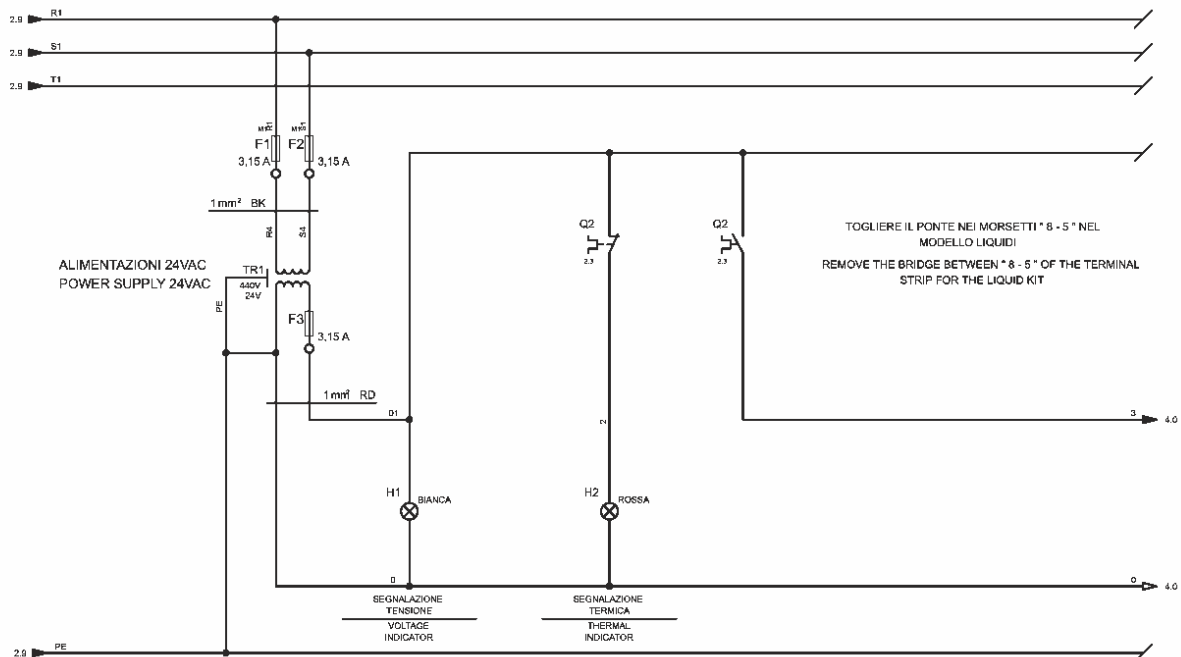 2.9 R1
2.9 S1
2.9 T1
M1 R1
M1 S1
F1
F2
3,15 A
3,15 A
1 mm² BK
R4
S4
ALIMENTAZIONI 24VAC
POWER SUPPLY 24VAC
TR1
440V
24V
PE
F3
3,15 A
1 mm² RD
01
Q2
2.3
Q2
2.3
TOGLIERE IL PONTE NEI MORSETTI " 8 - 5 " NEL
MODELLO LIQUIDI
REMOVE THE BRIDGE BETWEEN " 8 - 5 " OF THE TERMINAL
STRIP FOR THE LIQUID KIT
2
3 4.0
H1 BIANCA
H2 ROSSA
0
0 4.0
SEGNALAZIONE
TENSIONE
VOLTAGE
INDICATOR
SEGNALAZIONE
TERMICA
THERMAL
INDICATOR
2.9 PE